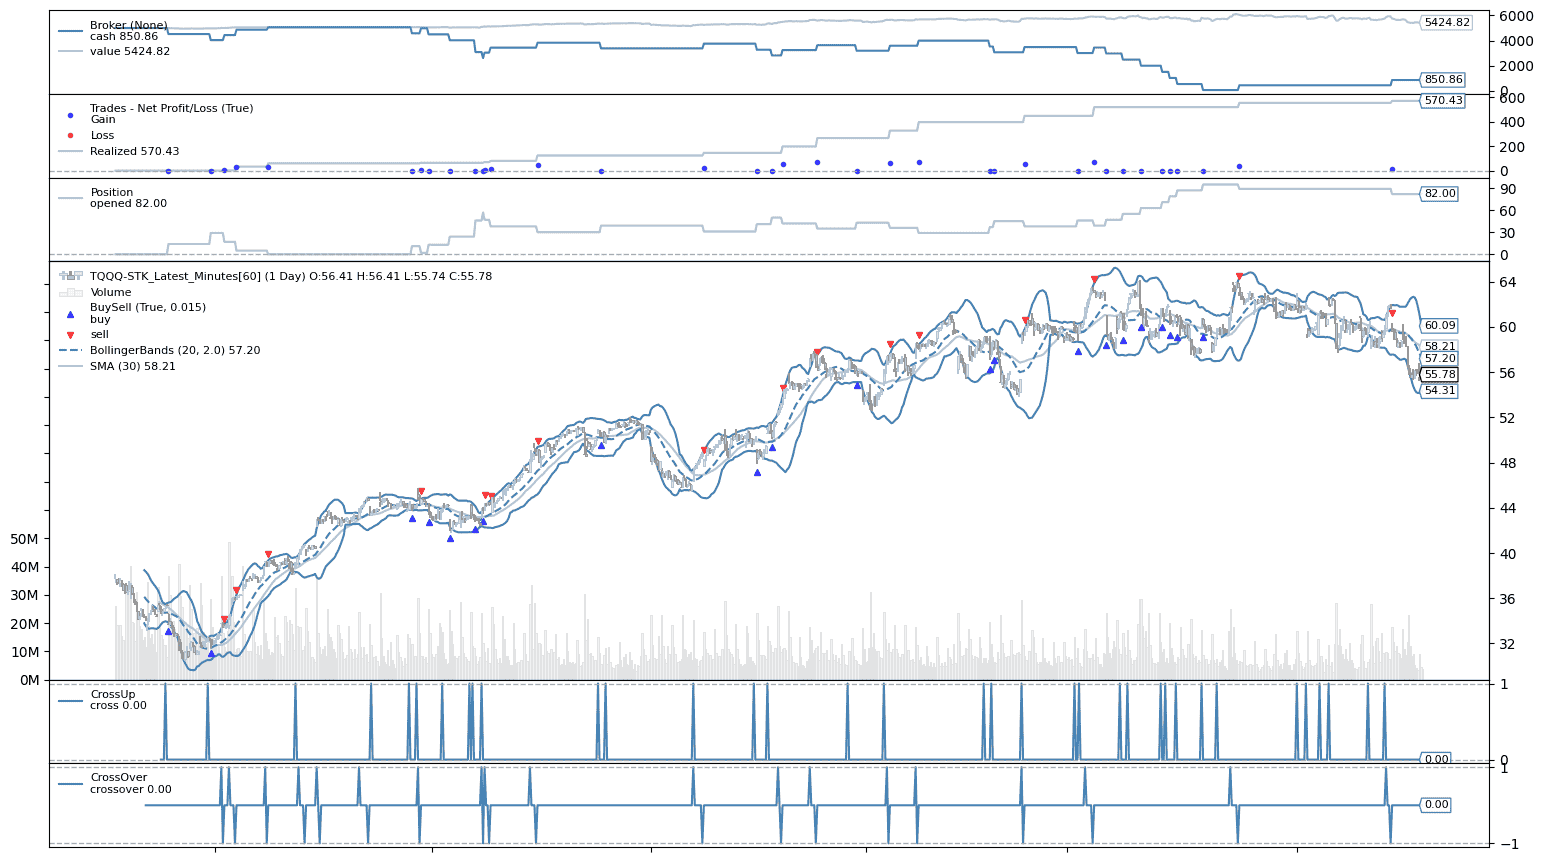 Broker (None)
cash 850.86
value 5424.82
6000
5424.82
4000
2000
850.86
0
Trades - Net Profit/Loss (True)
Gain
Loss
Realized 570.43
600
570.43
400
200
0
Position
opened 82.00
90
82.00
60
30
0
TQQQ-STK_Latest_Minutes[60] (1 Day) O:56.41 H:56.41 L:55.74 C:55.78
Volume
BuySell (True, 0.015)
buy
sell
BollingerBands (20, 2.0) 57.20
SMA (30) 58.21
64
60.09
60
58.21
57.20
56
55.78
54.31
52
48
44
40
36
32
50M
40M
30M
20M
10M
0M
CrossUp
cross 0.00
1
0.00
0
CrossOver
crossover 0.00
1
0.00
−1